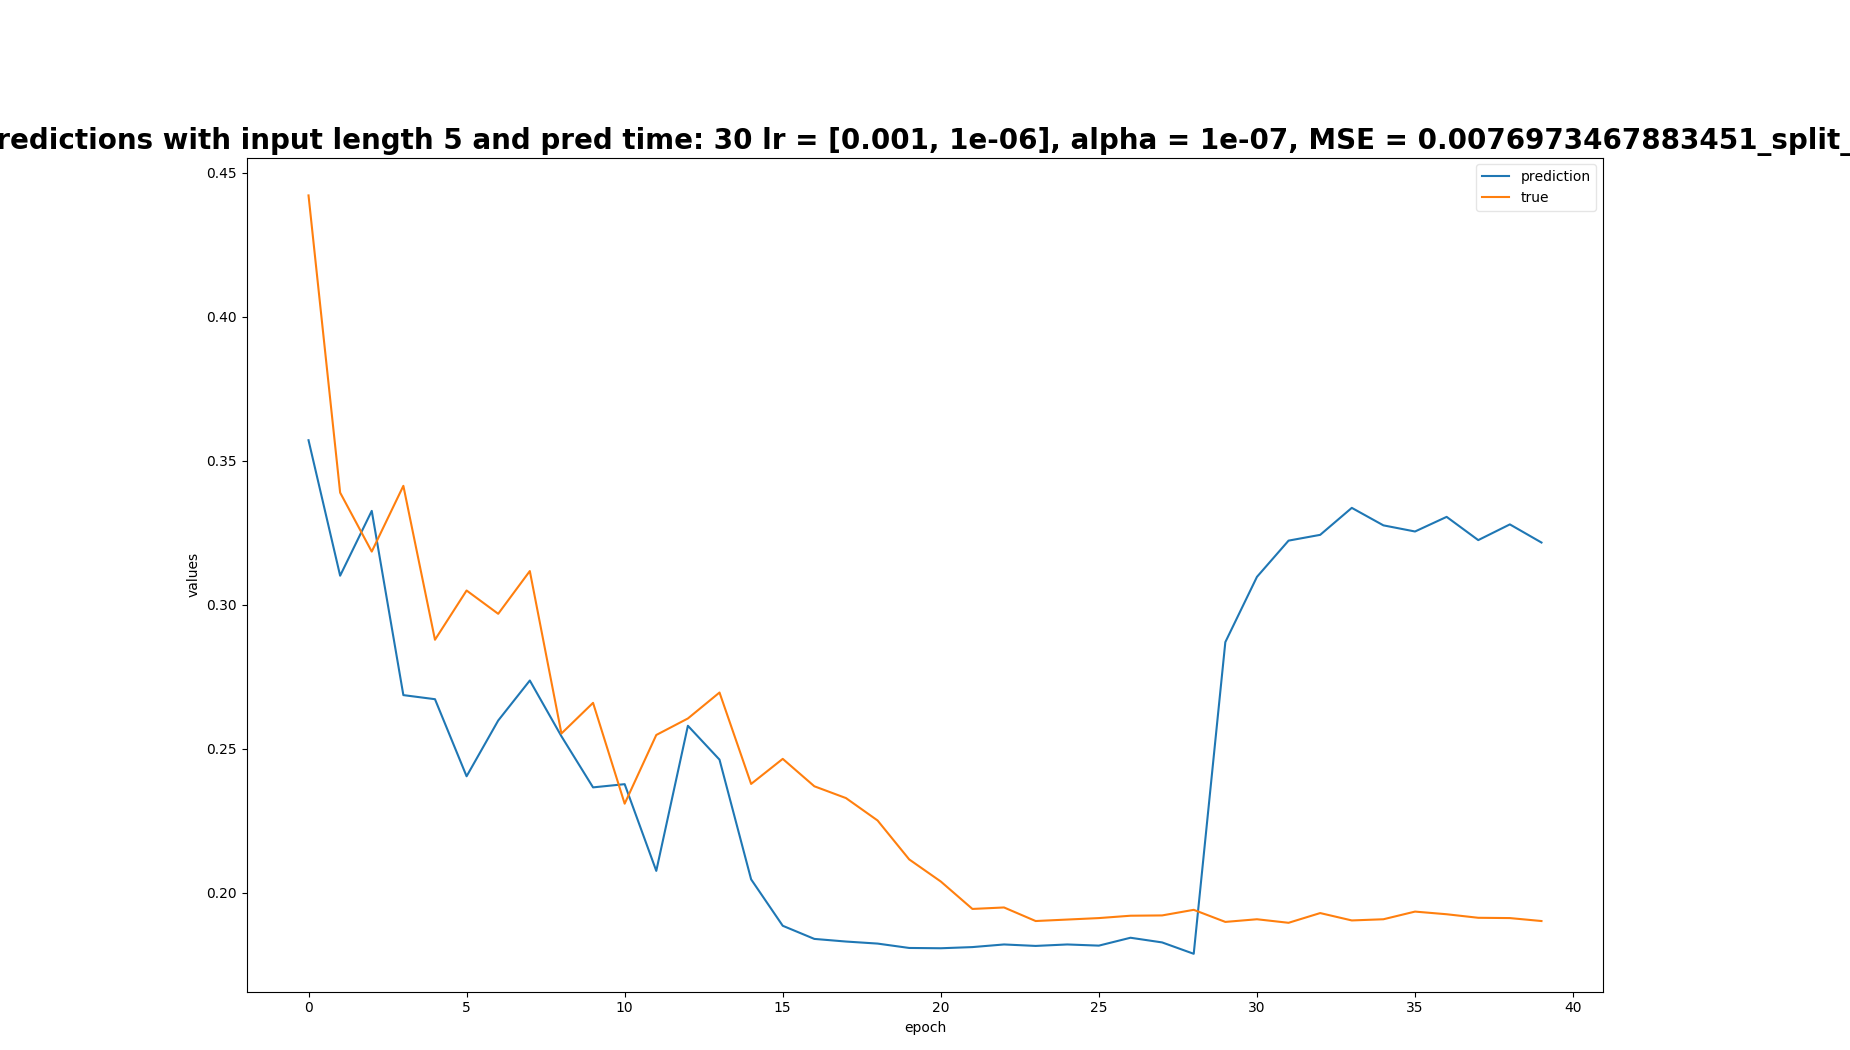 redictions with input length 5 and pred time: 30 lr = [0.001, 1e-06], alpha = 1e-07, MSE = 0.0076973467883451_split_
prediction
true
0.45
0.40
0.35
0.30
0.25
0.20
values
0 5 10 15 20 25 30 35 40
epoch